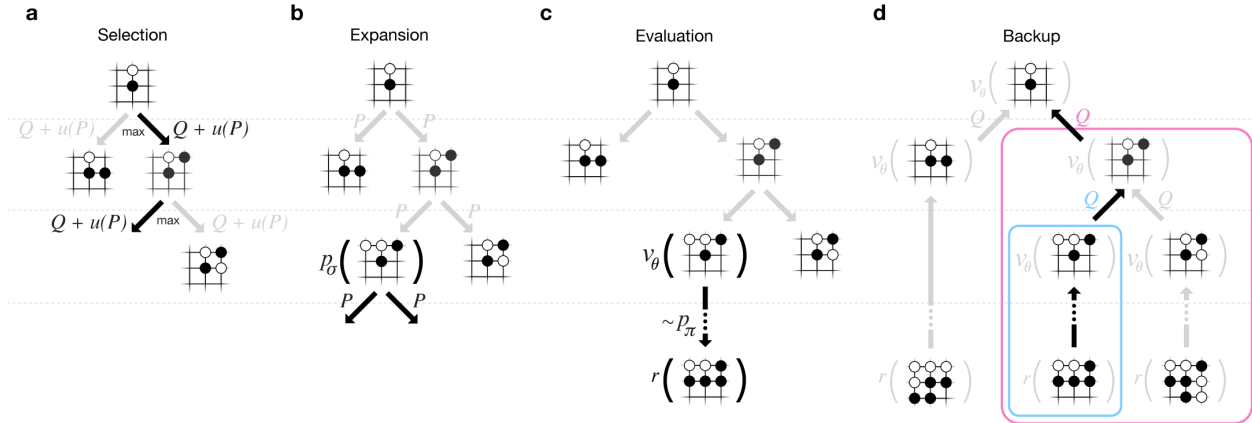 a
Selection
Q + u(P)
max
Q + u(P)
Q + u(P)
max
Q + u(P)
b
Expansion
P
P
P
P
pσ
P
P
c
Evaluation
vθ
~pπ
r
d
Backup
vθ
Q
Q
vθ
vθ
Q
Q
vθ
vθ
r
r
r